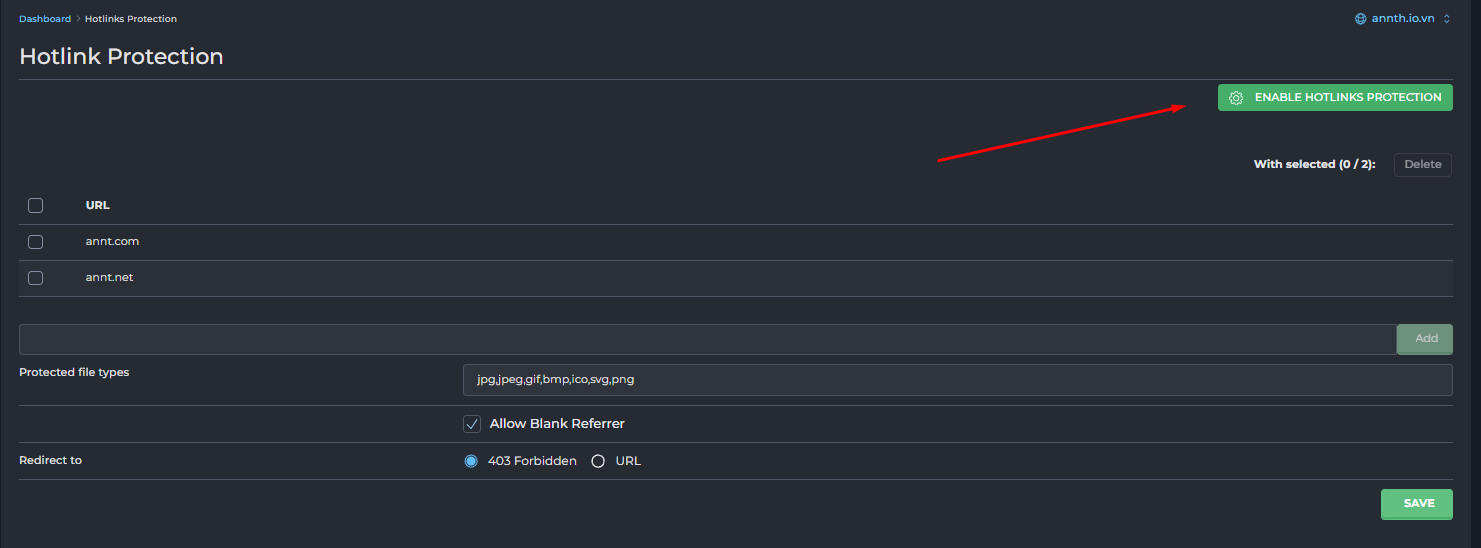 Dashboard > Hotlinks Protection
annth.io.vn
Hotlink Protection
ENABLE HOTLINKS PROTECTION
With selected (0 / 2): Delete
URL
annt.com
annt.net
Add
Protected file types jpg,jpeg,gif,bmp,ico,svg,png
Allow Blank Referrer
Redirect to 403 Forbidden URL
SAVE